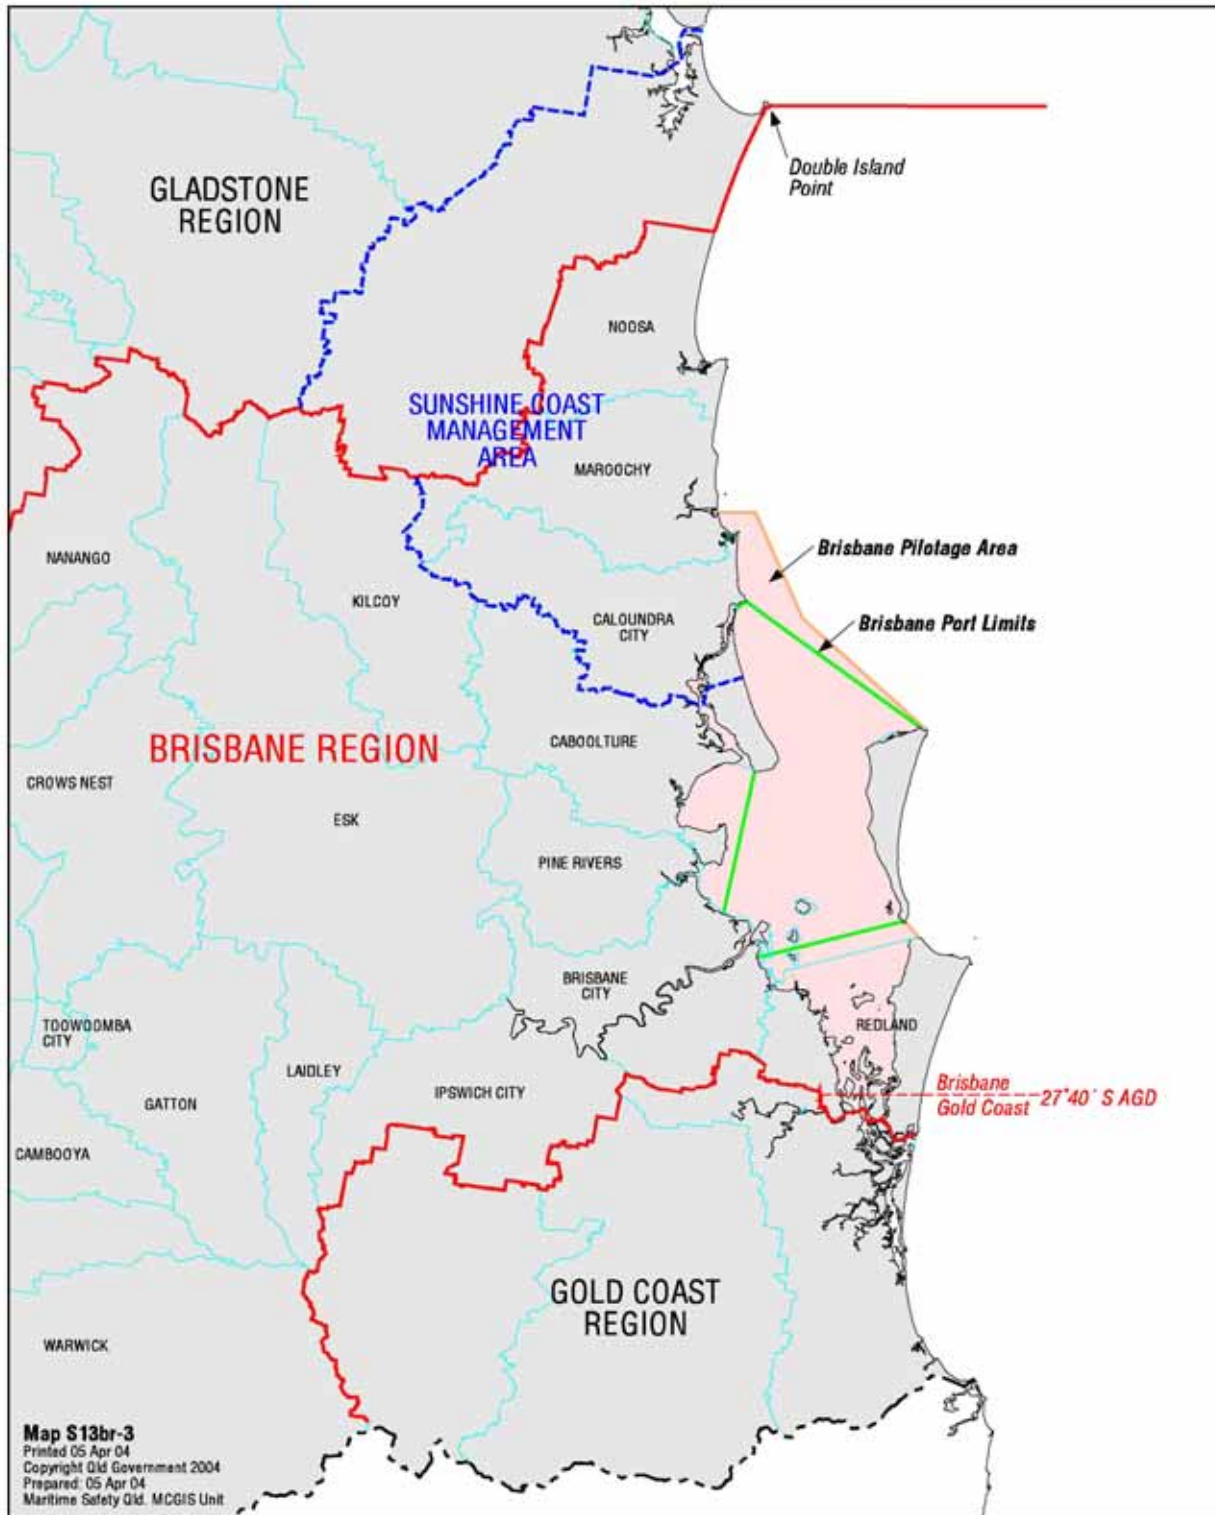 GLADSTONE
REGION
Double Island
Point
NOOSA
SUNSHINE COAST
MANAGEMENT
AREA
MAROOCHY
NANANGO
Brisbane Pilotage Area
KILCOY
CALOUNDRA
CITY
Brisbane Port Limits
BRISBANE REGION
CABOOLTURE
CROWS NEST
ESK
PINE RIVERS
BRISBANE
CITY
TOOWOOMBA
CITY
REDLAND
LAIDLEY
IPSWICH CITY
GATTON
Brisbane
Gold Coast
27°40´ S AGD
CAMBOOYA
GOLD COAST
REGION
WARWICK
Map S13br-3
Printed 05 Apr 04
Copyright Qld Government 2004
Prepared: 05 Apr 04
Maritime Safety Qld. MCGIS Unit